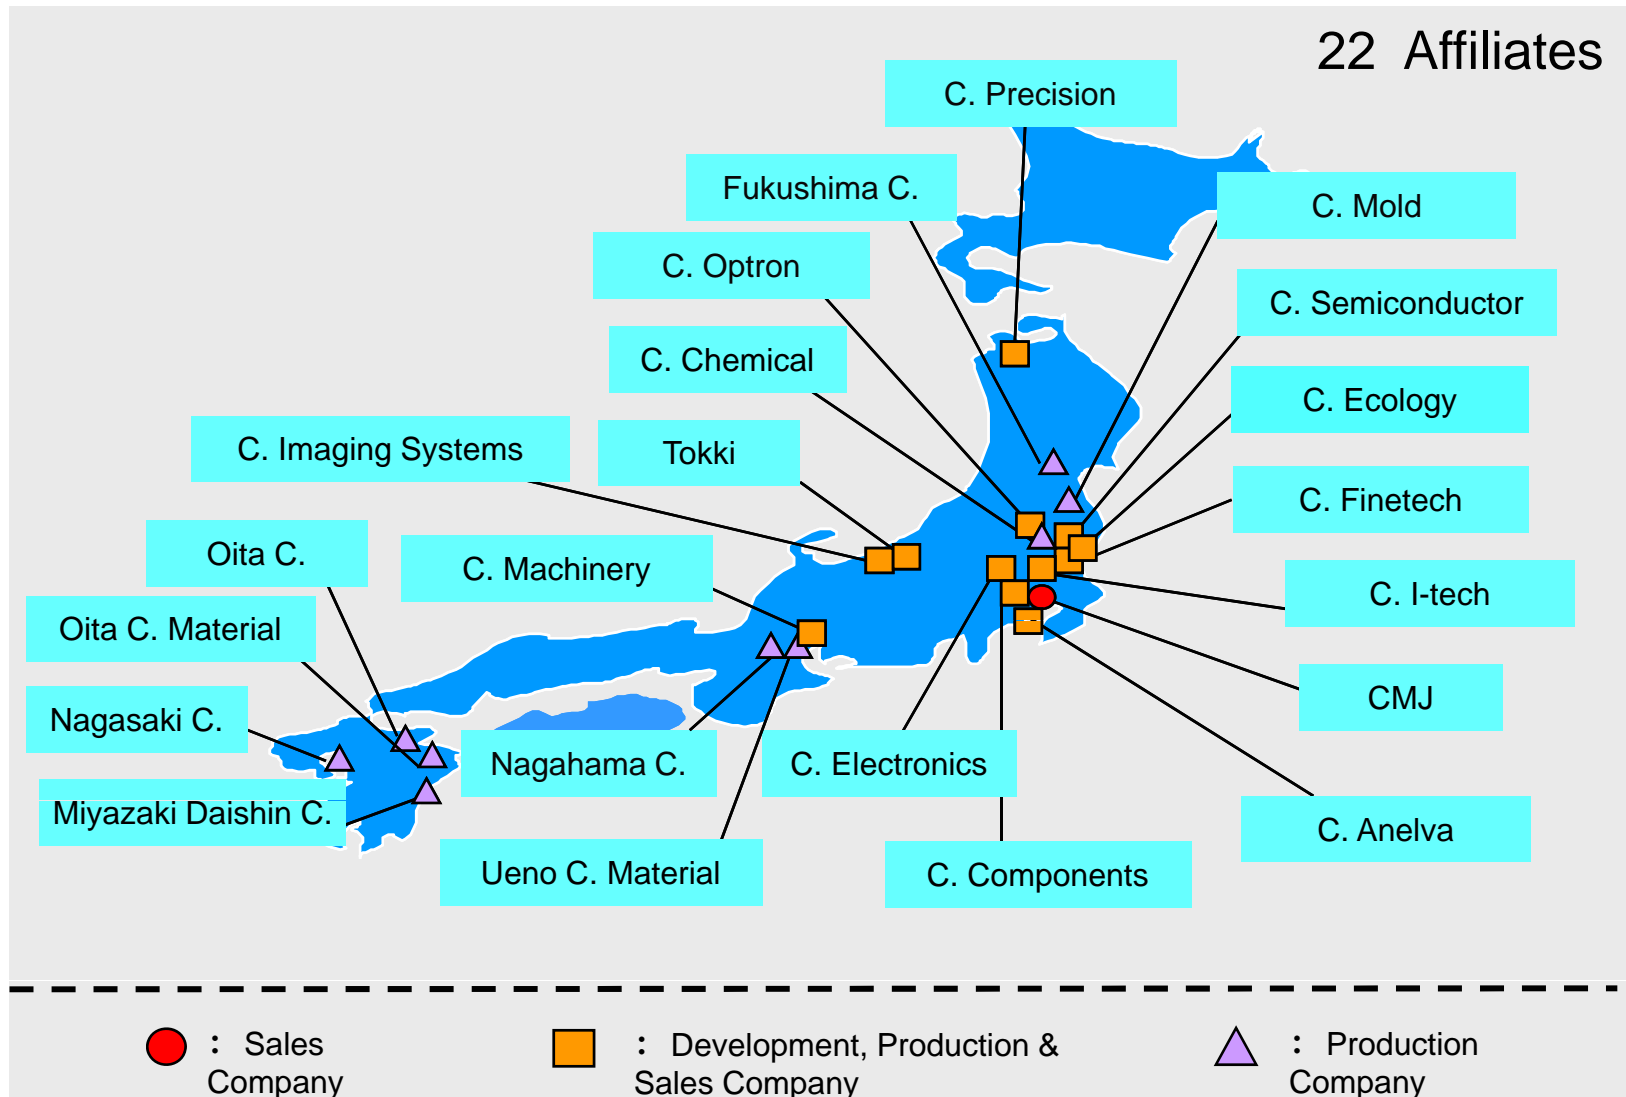 22 Affiliates
C. Precision
Fukushima C.
C. Mold
C. Optron
C. Semiconductor
C. Chemical
C. Ecology
C. Imaging Systems
Tokki
C. Finetech
Oita C.
C. Machinery
C. I-tech
Oita C. Material
CMJ
Nagasaki C.
Nagahama C.
C. Electronics
Miyazaki Daishin C.
C. Anelva
Ueno C. Material
C. Components
: Sales
Company
: Development, Production &
Sales Company
: Production
Company